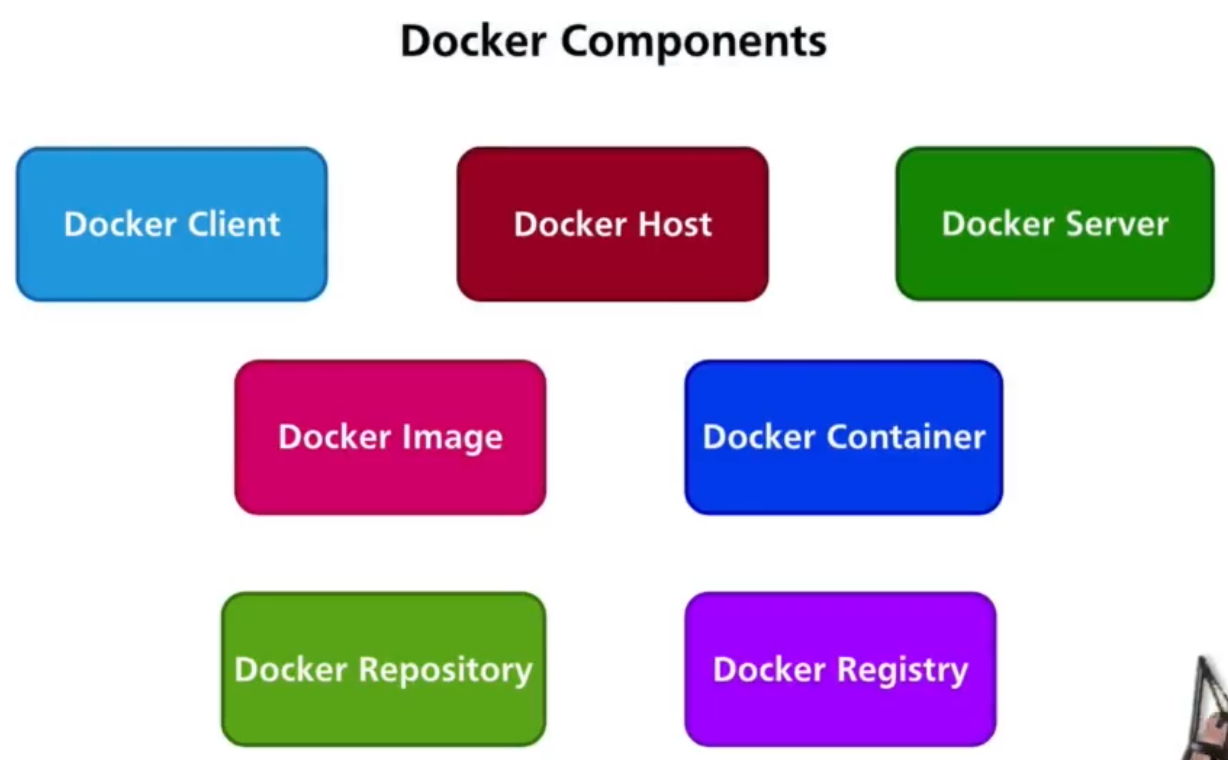 Docker Components
Docker Client
Docker Host
Docker Server
Docker Image
Docker Container
Docker Repository
Docker Registry